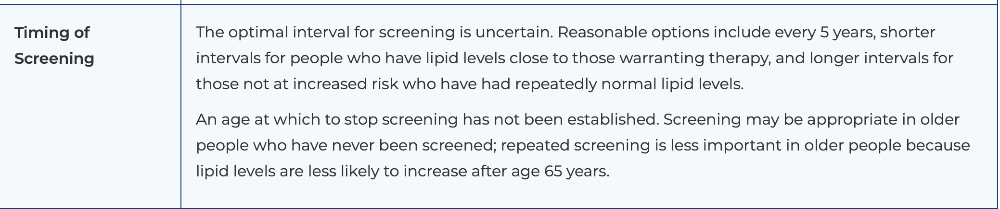 Timing of
Screening
The optimal interval for screening is uncertain. Reasonable options include every 5 years, shorter
intervals for people who have lipid levels close to those warranting therapy, and longer intervals for
those not at increased risk who have had repeatedly normal lipid levels.
An age at which to stop screening has not been established. Screening may be appropriate in older
people who have never been screened; repeated screening is less important in older people because
lipid levels are less likely to increase after age 65 years.